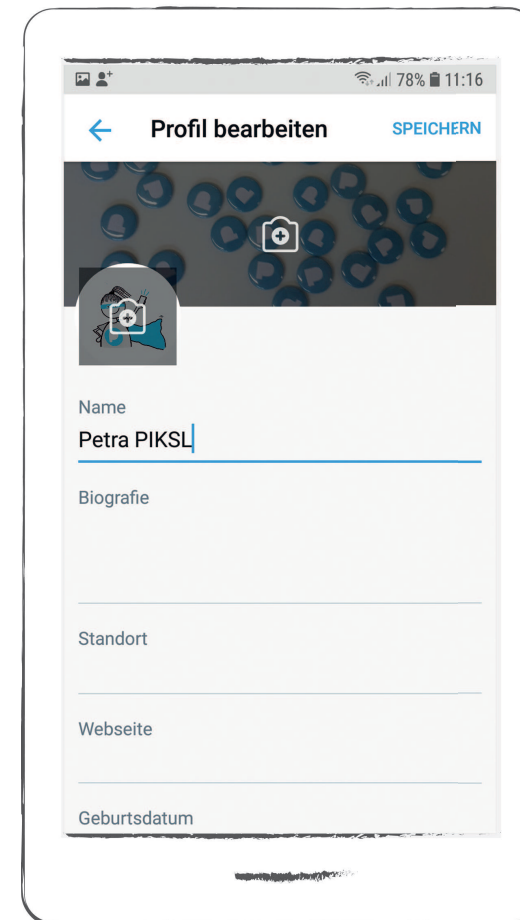 78% 11:16
Profil bearbeiten SPEICHERN
Name
Petra PIKSL
Biografie
Standort
Webseite
Geburtsdatum